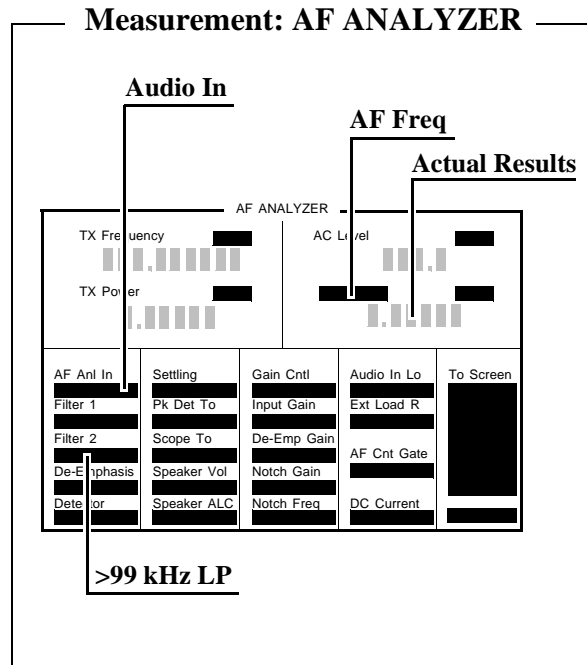 Measurement: AF ANALYZER
Audio In
AF Freq
Actual Results
AF ANALYZER
TX Frequency
AC Level
TX Power
AF Anl In
Settling
Gain Cntl
Audio In Lo
To Screen
Filter 1
Pk Det To
Input Gain
Ext Load R
Filter 2
Scope To
De-Emp Gain
AF Cnt Gate
De-Emphasis
Speaker Vol
Notch Gain
Detector
Speaker ALC
Notch Freq
DC Current
>99 kHz LP